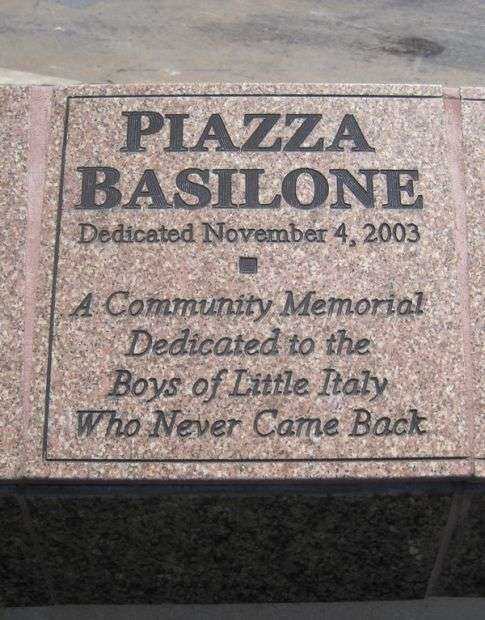 PIAZZA
BASILONE
Dedicated November 4, 2003
A Community Memorial
Dedicated to the
Boys of Little Italy
Who Never Came Back